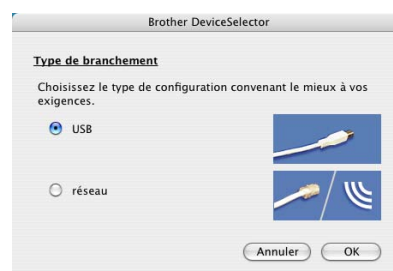 Brother DeviceSelector
Type de branchement
Choisissez le type de configuration convenant le mieux à vos
exigences.
USB
réseau
Annuler
OK